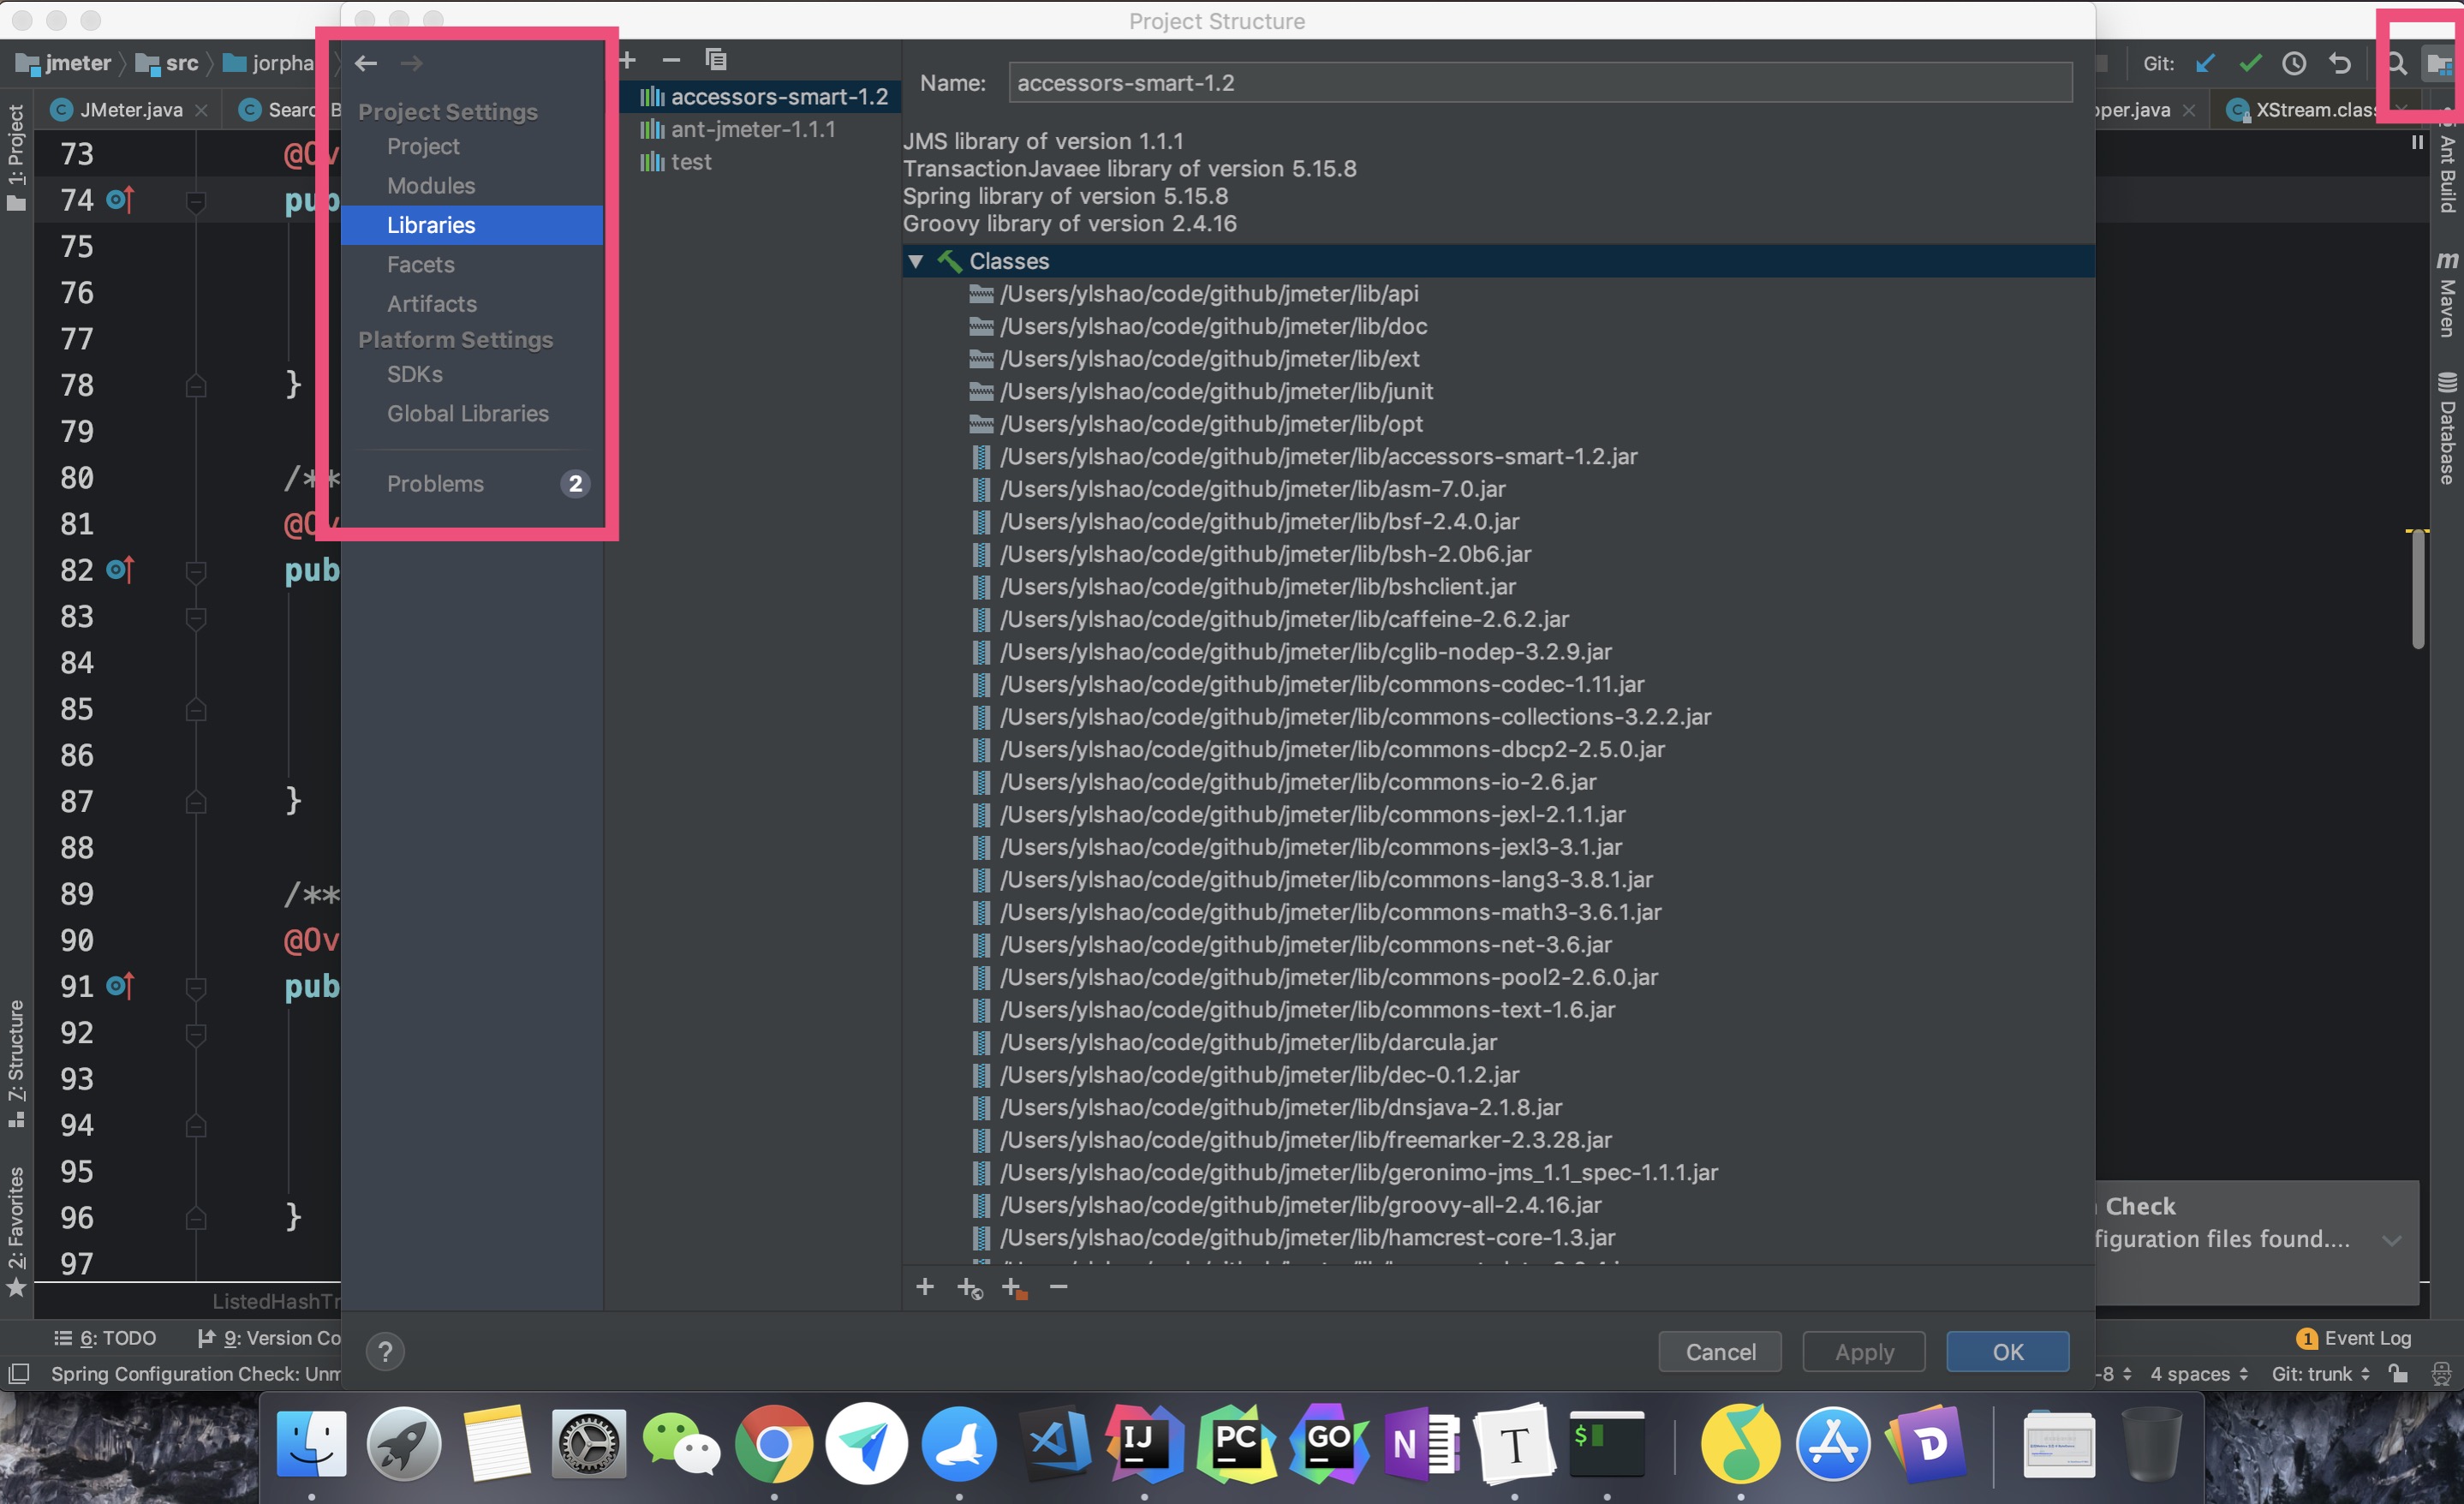 Project Structure
jmeter
src
jorpha
Git:
JMeter.java
Searc
B
pper.java
XStream.clas
Project Settings
Project
Modules
Libraries
Facets
Artifacts
Platform Settings
SDKs
Global Libraries
Problems
2
accessors-smart-1.2
ant-jmeter-1.1.1
test
Name:
accessors-smart-1.2
JMS library of version 1.1.1
TransactionJavaee library of version 5.15.8
Spring library of version 5.15.8
Groovy library of version 2.4.16
Classes
/Users/ylshao/code/github/jmeter/lib/api
/Users/ylshao/code/github/jmeter/lib/doc
/Users/ylshao/code/github/jmeter/lib/ext
/Users/ylshao/code/github/jmeter/lib/junit
/Users/ylshao/code/github/jmeter/lib/opt
/Users/ylshao/code/github/jmeter/lib/accessors-smart-1.2.jar
/Users/ylshao/code/github/jmeter/lib/asm-7.0.jar
/Users/ylshao/code/github/jmeter/lib/bsf-2.4.0.jar
/Users/ylshao/code/github/jmeter/lib/bsh-2.0b6.jar
/Users/ylshao/code/github/jmeter/lib/bshclient.jar
/Users/ylshao/code/github/jmeter/lib/caffeine-2.6.2.jar
/Users/ylshao/code/github/jmeter/lib/cglib-nodep-3.2.9.jar
/Users/ylshao/code/github/jmeter/lib/commons-codec-1.11.jar
/Users/ylshao/code/github/jmeter/lib/commons-collections-3.2.2.jar
/Users/ylshao/code/github/jmeter/lib/commons-dbcp2-2.5.0.jar
/Users/ylshao/code/github/jmeter/lib/commons-io-2.6.jar
/Users/ylshao/code/github/jmeter/lib/commons-jexl-2.1.1.jar
/Users/ylshao/code/github/jmeter/lib/commons-jexl3-3.1.jar
/Users/ylshao/code/github/jmeter/lib/commons-lang3-3.8.1.jar
/Users/ylshao/code/github/jmeter/lib/commons-math3-3.6.1.jar
/Users/ylshao/code/github/jmeter/lib/commons-net-3.6.jar
/Users/ylshao/code/github/jmeter/lib/commons-pool2-2.6.0.jar
/Users/ylshao/code/github/jmeter/lib/commons-text-1.6.jar
/Users/ylshao/code/github/jmeter/lib/darcula.jar
/Users/ylshao/code/github/jmeter/lib/dec-0.1.2.jar
/Users/ylshao/code/github/jmeter/lib/dnsjava-2.1.8.jar
/Users/ylshao/code/github/jmeter/lib/freemarker-2.3.28.jar
/Users/ylshao/code/github/jmeter/lib/geronimo-jms_1.1_spec-1.1.1.jar
/Users/ylshao/code/github/jmeter/lib/groovy-all-2.4.16.jar
/Users/ylshao/code/github/jmeter/lib/hamcrest-core-1.3.jar
1: Project
7: Structure
2: Favorites
73 @Ov
74 pub
75
76
77
78 }
79
80 /**
81 @Ov
82 pub
83
84
85
86
87 }
88
89 /**
90 @Ov
91 pub
92
93
94
95
96 }
97
ListedHashTr
Ant Build
m Maven
Database
Check
figuration files found....
? Cancel Apply OK
6: TODO
9: Version Co
1 Event Log
Spring Configuration Check: Unm
-8
4 spaces
Git: trunk
IJ
PC
GO
N
T
$
D